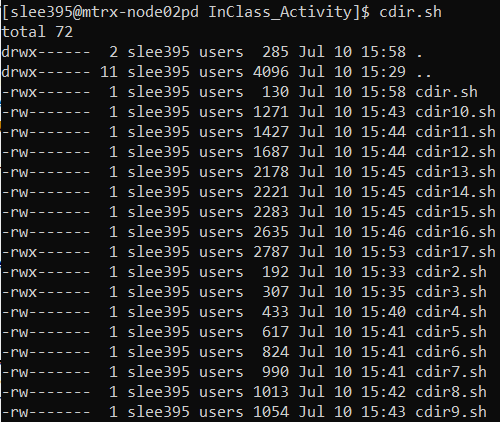 [slee395@mtrx-node02pd InClass_Activity]$ cdir.sh
total 72
drwx------  2 slee395 users  285 Jul 10 15:58 .
drwx------ 11 slee395 users 4096 Jul 10 15:29 ..
-rwx------  1 slee395 users  130 Jul 10 15:58 cdir.sh
-rw-------  1 slee395 users 1271 Jul 10 15:43 cdir10.sh
-rw-------  1 slee395 users 1427 Jul 10 15:44 cdir11.sh
-rw-------  1 slee395 users 1687 Jul 10 15:44 cdir12.sh
-rw-------  1 slee395 users 2178 Jul 10 15:45 cdir13.sh
-rw-------  1 slee395 users 2221 Jul 10 15:45 cdir14.sh
-rw-------  1 slee395 users 2283 Jul 10 15:45 cdir15.sh
-rw-------  1 slee395 users 2635 Jul 10 15:46 cdir16.sh
-rwx------  1 slee395 users 2787 Jul 10 15:53 cdir17.sh
-rwx------  1 slee395 users  192 Jul 10 15:33 cdir2.sh
-rwx------  1 slee395 users  307 Jul 10 15:35 cdir3.sh
-rw-------  1 slee395 users  433 Jul 10 15:40 cdir4.sh
-rw-------  1 slee395 users  617 Jul 10 15:41 cdir5.sh
-rw-------  1 slee395 users  824 Jul 10 15:41 cdir6.sh
-rw-------  1 slee395 users  990 Jul 10 15:41 cdir7.sh
-rw-------  1 slee395 users 1013 Jul 10 15:42 cdir8.sh
-rw-------  1 slee395 users 1054 Jul 10 15:43 cdir9.sh